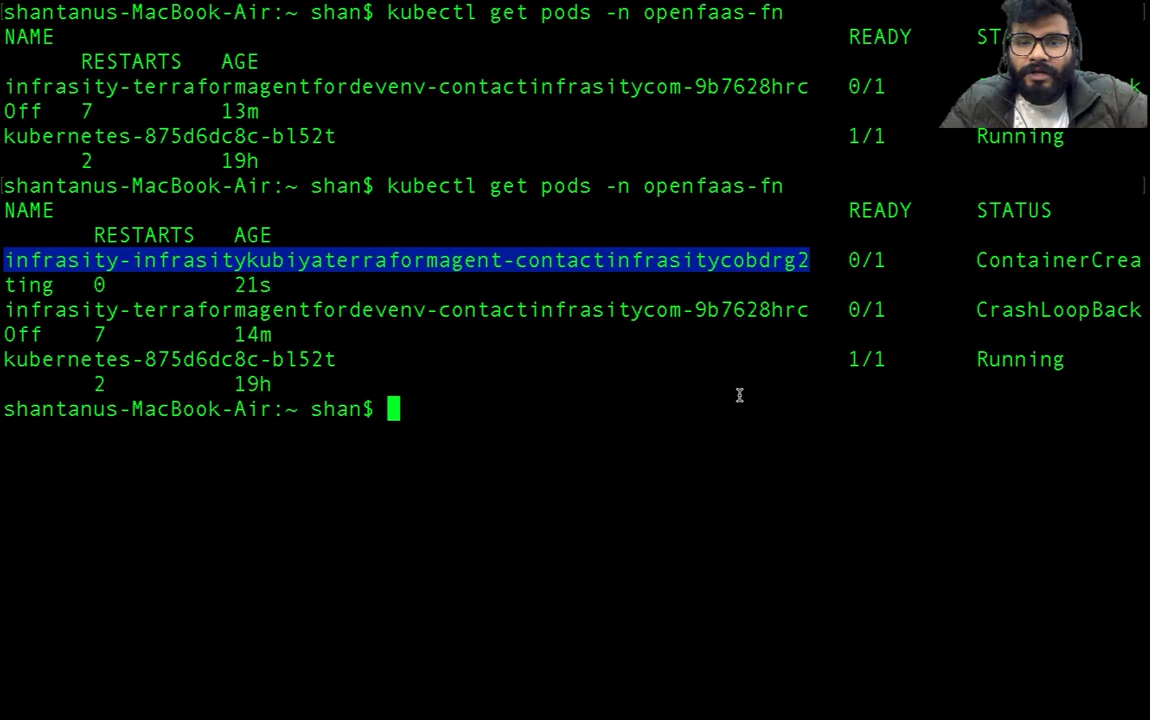 shantanus-MacBook-Air:~ shan$ kubectl get pods -n openfaas-fn
NAME READY
RESTARTS AGE
infrasity-terraformagentfordevenv-contactinfrasitycom-9b7628hrc 0/1
Off 7 13m
kubernetes-875d6dc8c-bl52t 1/1 Running
2 19h
shantanus-MacBook-Air:~ shan$ kubectl get pods -n openfaas-fn
NAME READY STATUS
RESTARTS AGE
infrasity-infrasitykubiyaterraformagent-contactinfrasitycobdrg2 0/1 ContainerCrea
ting 0 21s
infrasity-terraformagentfordevenv-contactinfrasitycom-9b7628hrc 0/1 CrashLoopBack
Off 7 14m
kubernetes-875d6dc8c-bl52t 1/1 Running
2 19h
shantanus-MacBook-Air:~ shan$